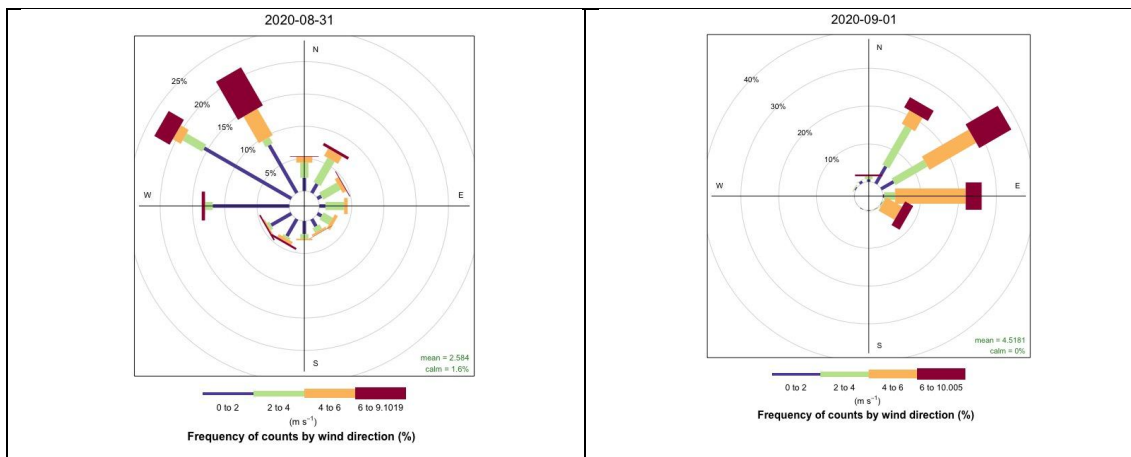 2020-08-31
N
25%
20%
15%
10%
5%
W
E
S
mean = 2.584
calm = 1.6%
0 to 2
2 to 4
4 to 6
6 to 9.1019
(m s⁻¹)
Frequency of counts by wind direction (%)
2020-09-01
N
40%
30%
20%
10%
W
E
S
mean = 4.5181
calm = 0%
0 to 2
2 to 4
4 to 6
6 to 10.005
(m s⁻¹)
Frequency of counts by wind direction (%)